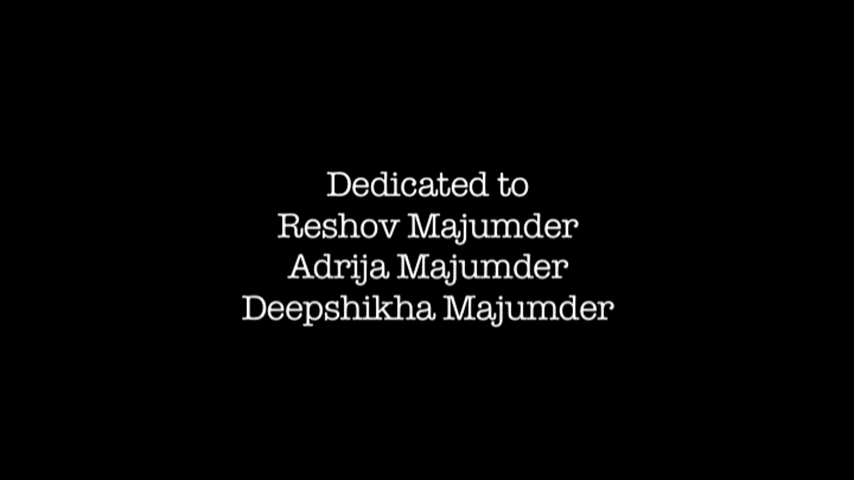 Dedicated to
Reshov Majumder
Adrija Majumder
Deepshikha Majumder